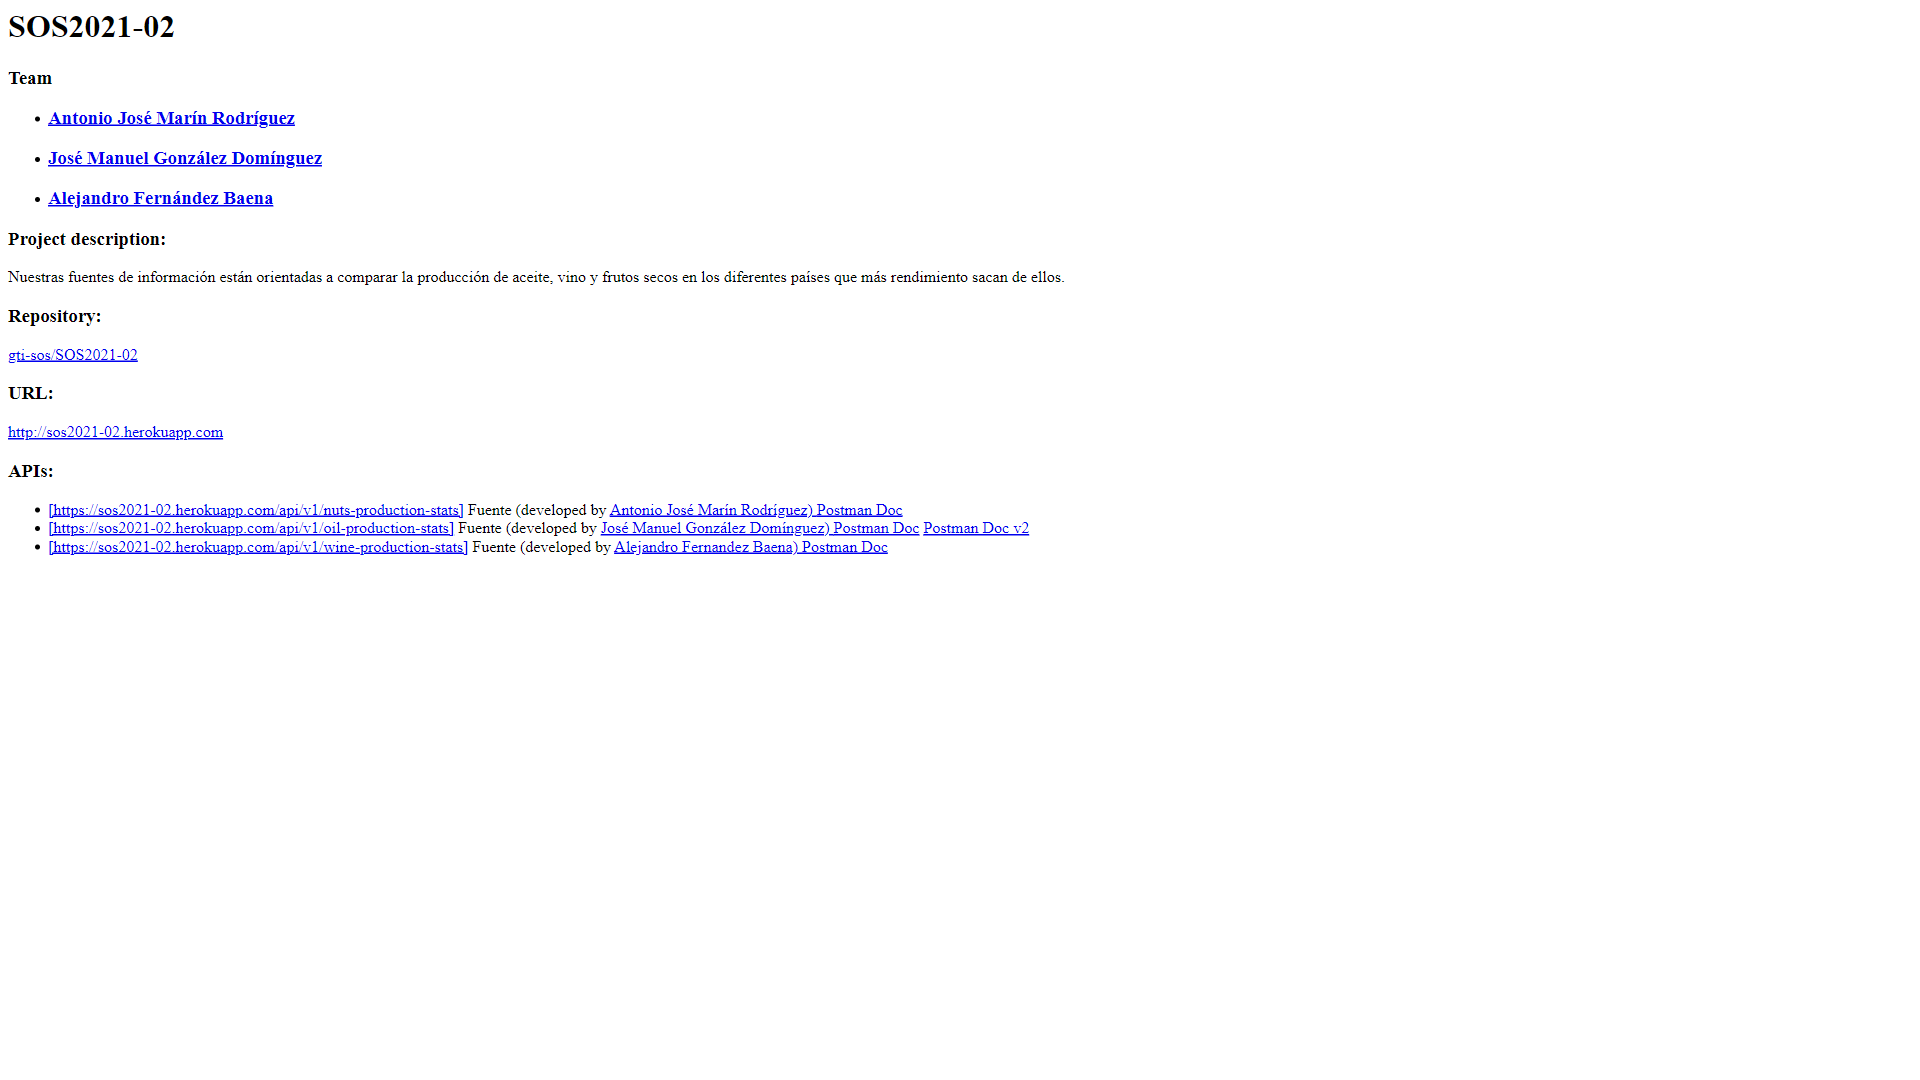 SOS2021-02
Team
Antonio José Marín Rodríguez
José Manuel González Domínguez
Alejandro Fernández Baena
Project description:
Nuestras fuentes de información están orientadas a comparar la producción de aceite, vino y frutos secos en los diferentes países que más rendimiento sacan de ellos.
Repository:
gti-sos/SOS2021-02
URL:
http://sos2021-02.herokuapp.com
APIs:
[https://sos2021-02.herokuapp.com/api/v1/nuts-production-stats] Fuente (developed by Antonio José Marín Rodríguez) Postman Doc
[https://sos2021-02.herokuapp.com/api/v1/oil-production-stats] Fuente (developed by José Manuel González Domínguez) Postman Doc Postman Doc v2
[https://sos2021-02.herokuapp.com/api/v1/wine-production-stats] Fuente (developed by Alejandro Fernandez Baena) Postman Doc